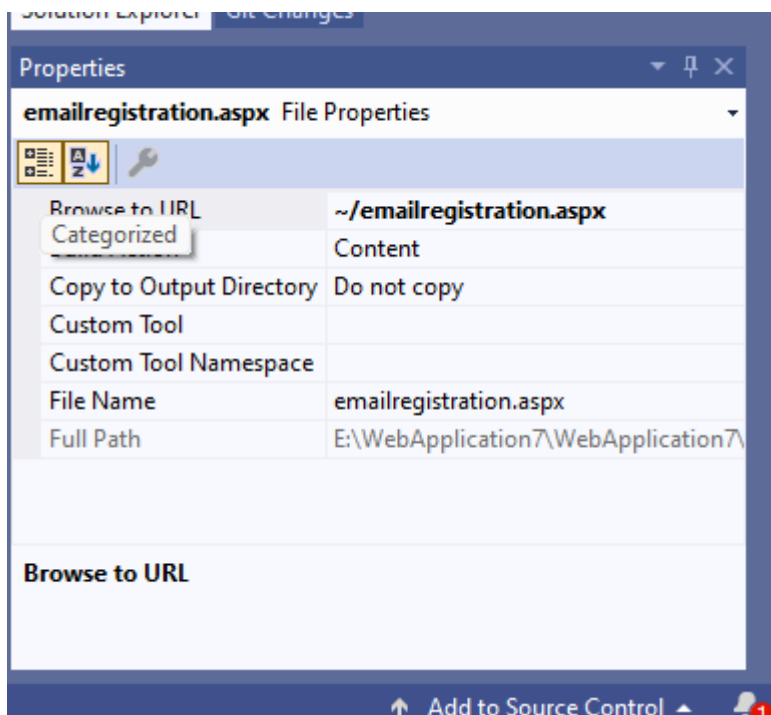 Solution Explorer Git Changes
Properties
emailregistration.aspx File Properties
Browse to URL ~/emailregistration.aspx
Categorized
Build Action Content
Copy to Output Directory Do not copy
Custom Tool
Custom Tool Namespace
File Name emailregistration.aspx
Full Path E:\WebApplication7\WebApplication7\
Browse to URL
Add to Source Control
1